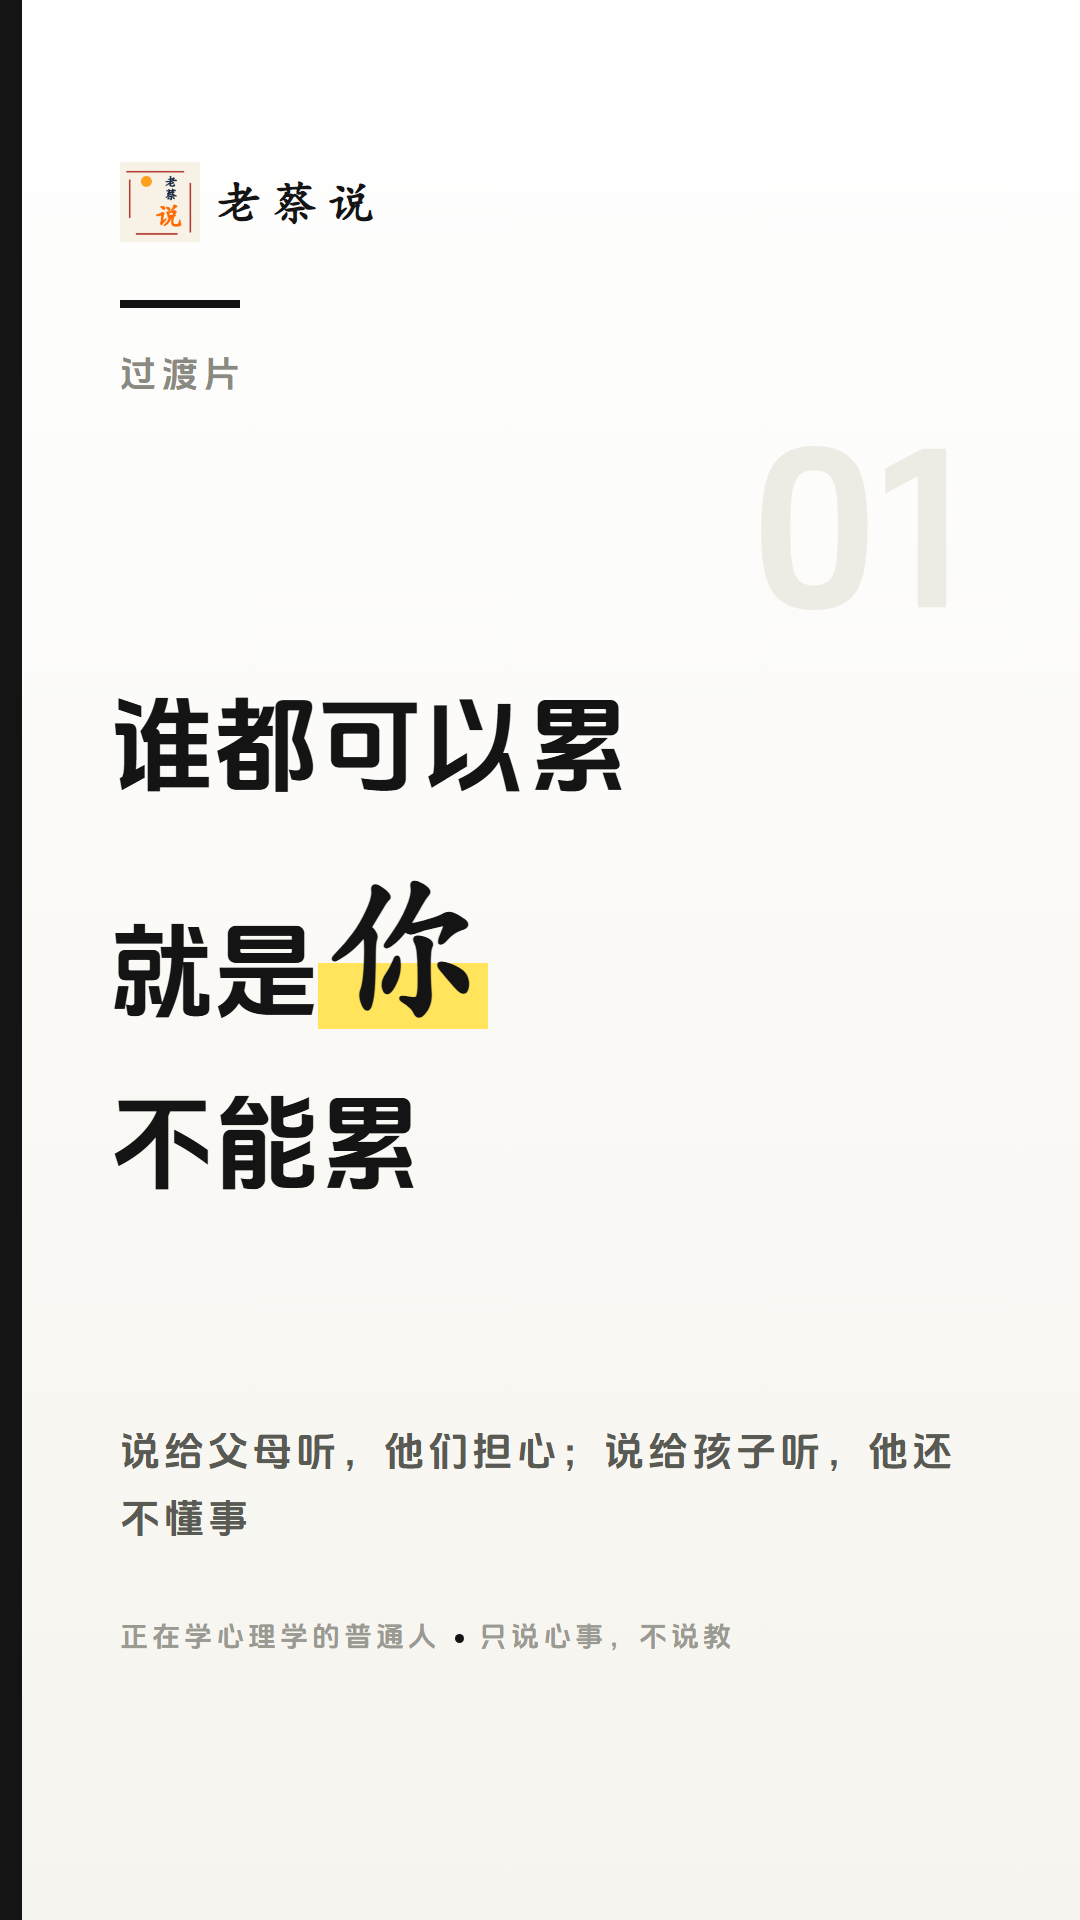 老蔡说
老蔡说
过渡片
01
谁都可以累
就是你
不能累
说给父母听，他们担心；说给孩子听，他还
不懂事
正在学心理学的普通人 • 只说心事，不说教